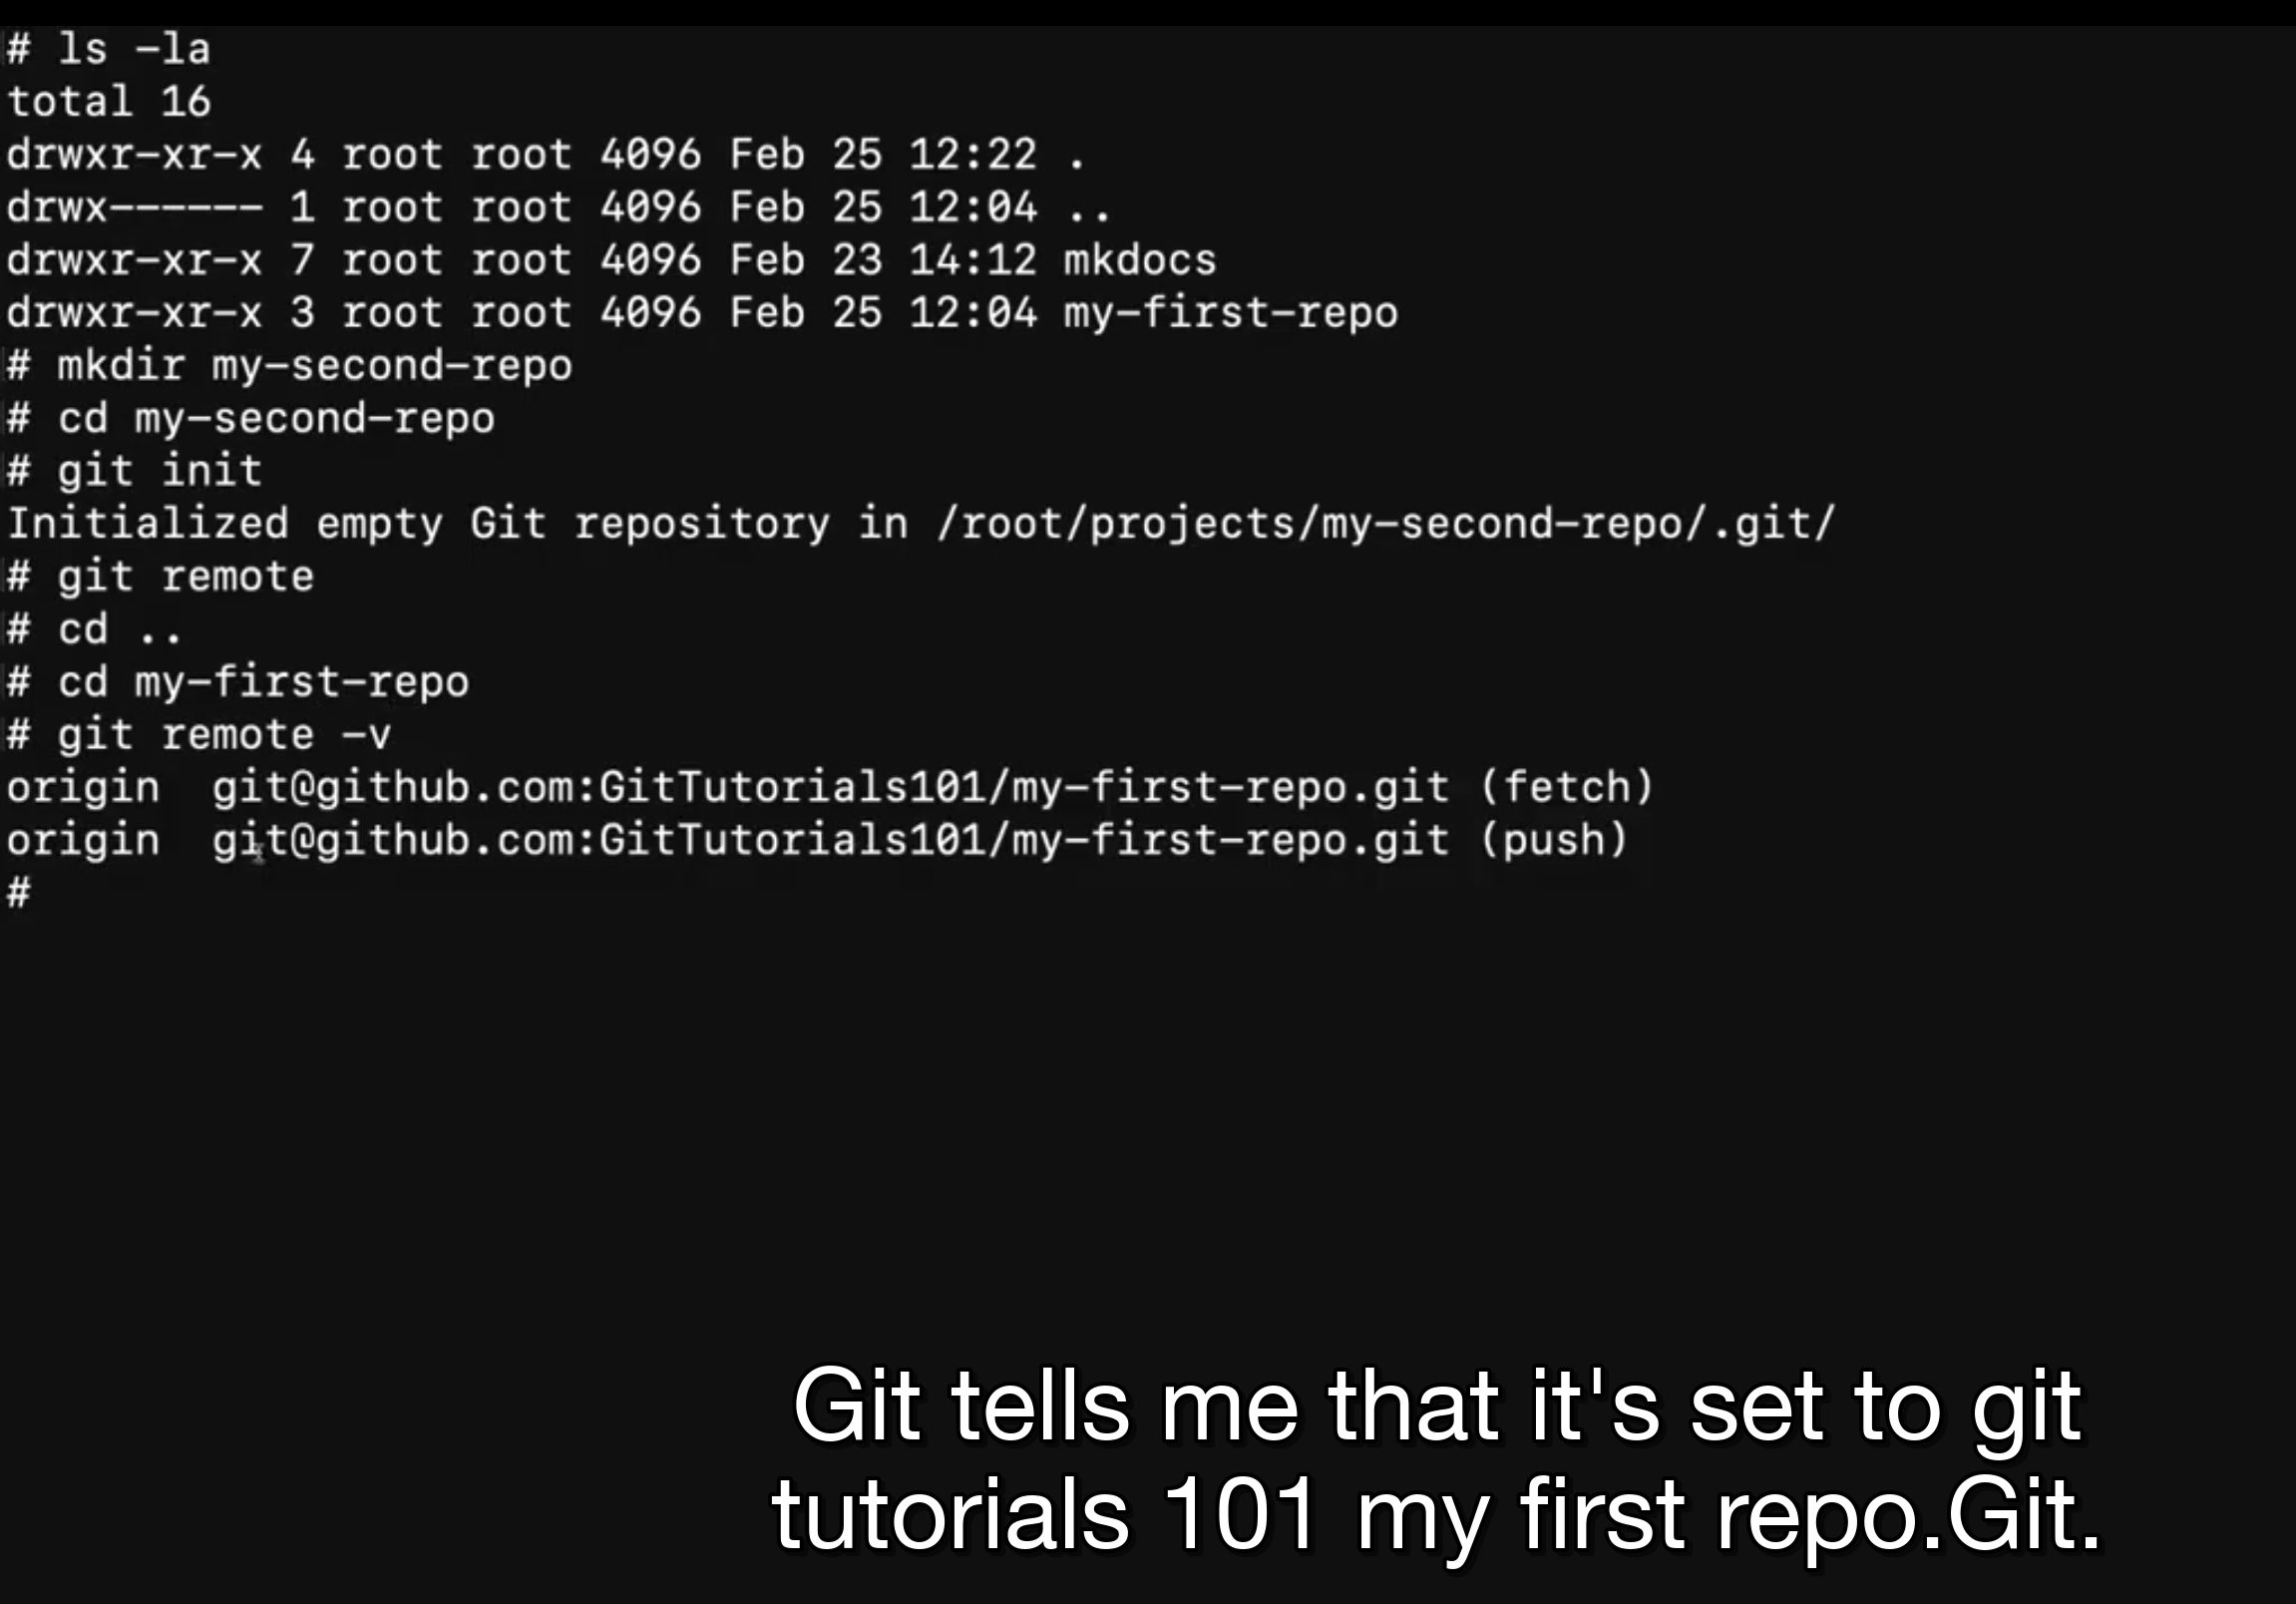 # ls -la
total 16
drwxr-xr-x 4 root root 4096 Feb 25 12:22 .
drwx------ 1 root root 4096 Feb 25 12:04 ..
drwxr-xr-x 7 root root 4096 Feb 23 14:12 mkdocs
drwxr-xr-x 3 root root 4096 Feb 25 12:04 my-first-repo
# mkdir my-second-repo
# cd my-second-repo
# git init
Initialized empty Git repository in /root/projects/my-second-repo/.git/
# git remote
# cd ..
# cd my-first-repo
# git remote -v
origin  git@github.com:GitTutorials101/my-first-repo.git (fetch)
origin  git@github.com:GitTutorials101/my-first-repo.git (push)
#
Git tells me that it's set to git
tutorials 101 my first repo.Git.